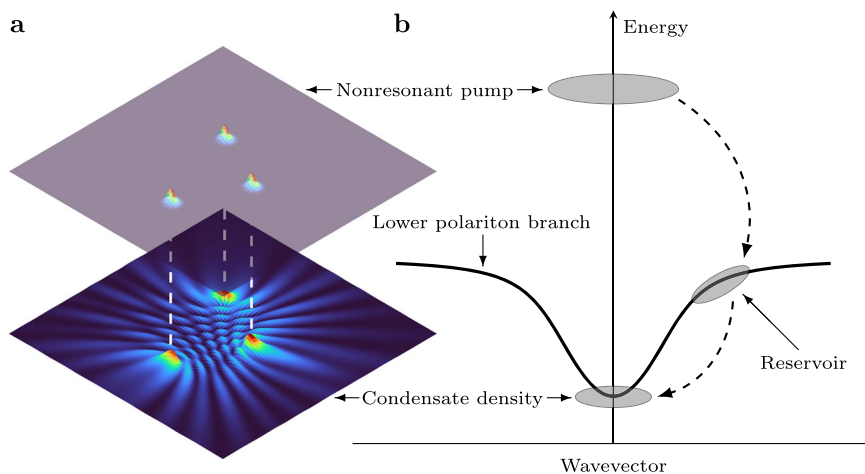 a
b
Energy
Nonresonant pump
Lower polariton branch
Reservoir
Condensate density
Wavevector